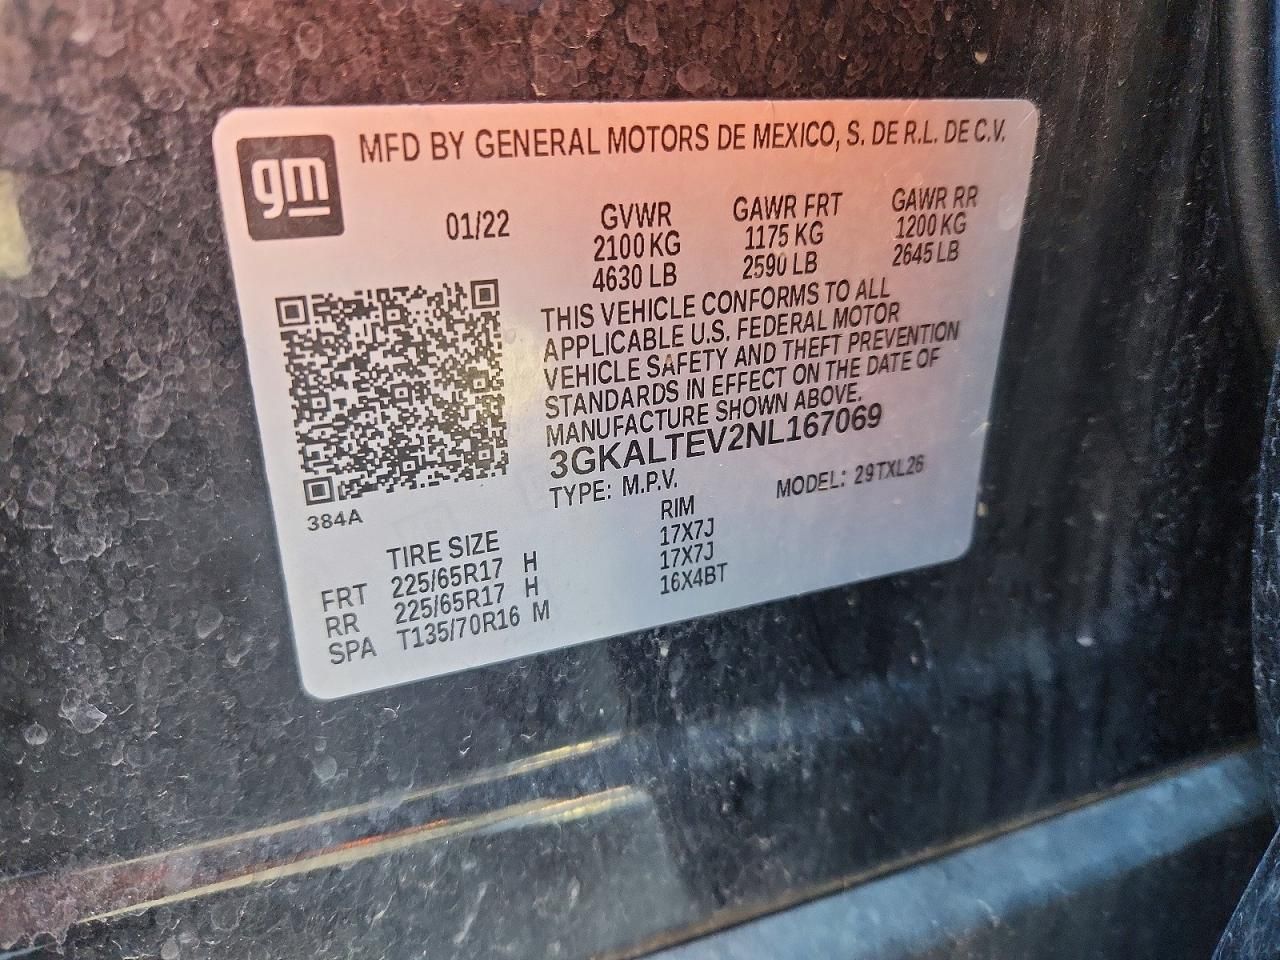 gm
MFD BY GENERAL MOTORS DE MEXICO, S. DE R.L. DE C.V.
01/22 GVWR GAWR FRT GAWR RR
2100 KG 1175 KG 1200 KG
4630 LB 2590 LB 2645 LB
THIS VEHICLE CONFORMS TO ALL
APPLICABLE U.S. FEDERAL MOTOR
VEHICLE SAFETY AND THEFT PREVENTION
STANDARDS IN EFFECT ON THE DATE OF
MANUFACTURE SHOWN ABOVE.
3GKALTEV2NL167069
TYPE: M.P.V. MODEL: 29TXL26
384A
TIRE SIZE RIM
FRT 225/65R17 H 17X7J
RR 225/65R17 H 17X7J
SPA T135/70R16 M 16X4BT